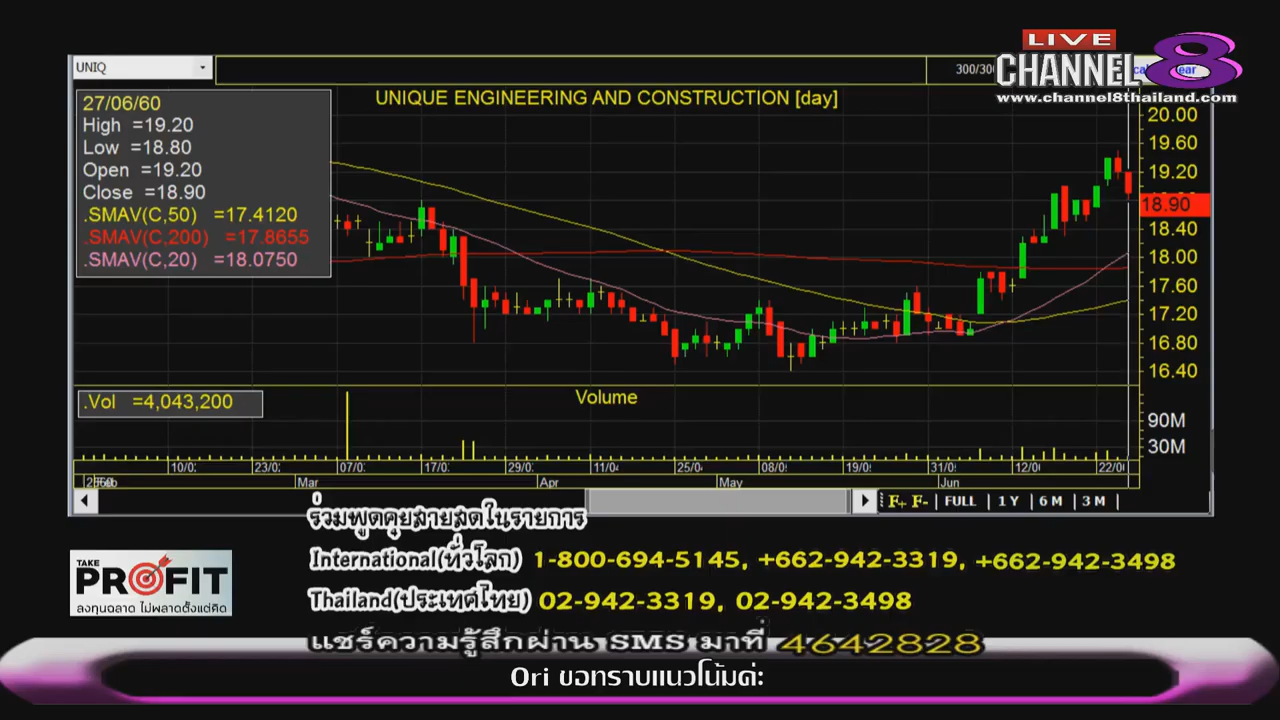 LIVE
CHANNEL 8
www.channel8thailand.com
UNIQ
300/300
UNIQUE ENGINEERING AND CONSTRUCTION [day]
27/06/60
High =19.20
Low =18.80
Open =19.20
Close =18.90
.SMAV(C,50) =17.4120
.SMAV(C,200) =17.8655
.SMAV(C,20) =18.0750
20.00
19.60
19.20
18.90
18.40
18.00
17.60
17.20
16.80
16.40
.Vol =4,043,200
Volume
90M
30M
10/0 23/0 07/0 17/0 29/0 11/04 25/04 08/0 19/0 31/0 12/0 22/0
Mar Apr May Jun
F+ F- FULL 1 Y 6 M 3 M
0
ร่วมพูดคุยสายสดในรายการ
International(ทั่วโลก) 1-800-694-5145, +662-942-3319, +662-942-3498
Thailand(ประเทศไทย) 02-942-3319, 02-942-3498
แชร์ความรู้สึกผ่าน SMS มาที่ 4642828
TAKE
PROFIT
ลงทุนฉลาด ไม่พลาดตั้งแต่คิด
Ori ขอทราบแนวโน้มค่ะ